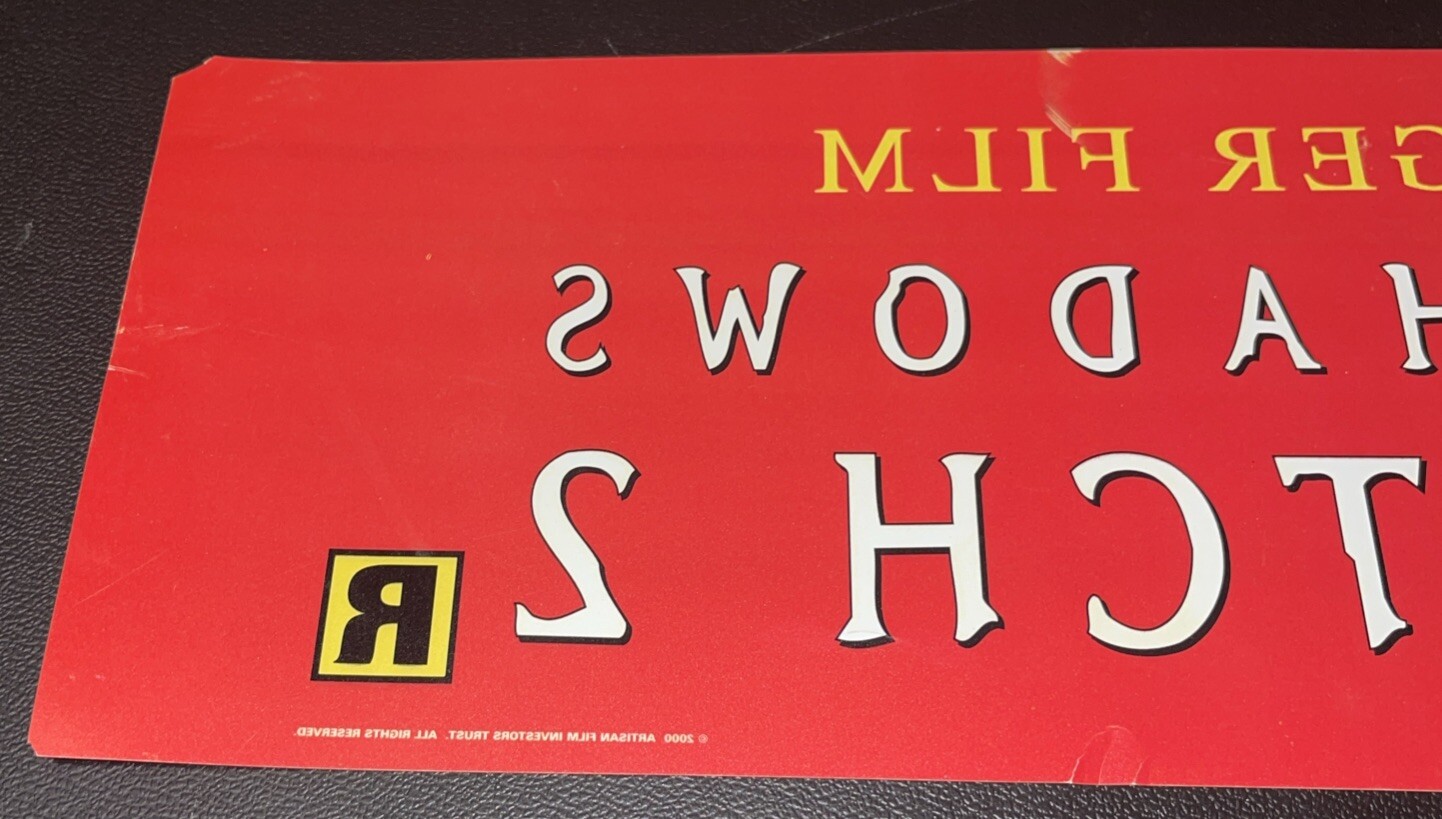 GER FILM
HADOWS
TCH 2
R
© 2000 ARTISAN FILM INVESTORS TRUST. ALL RIGHTS RESERVED.